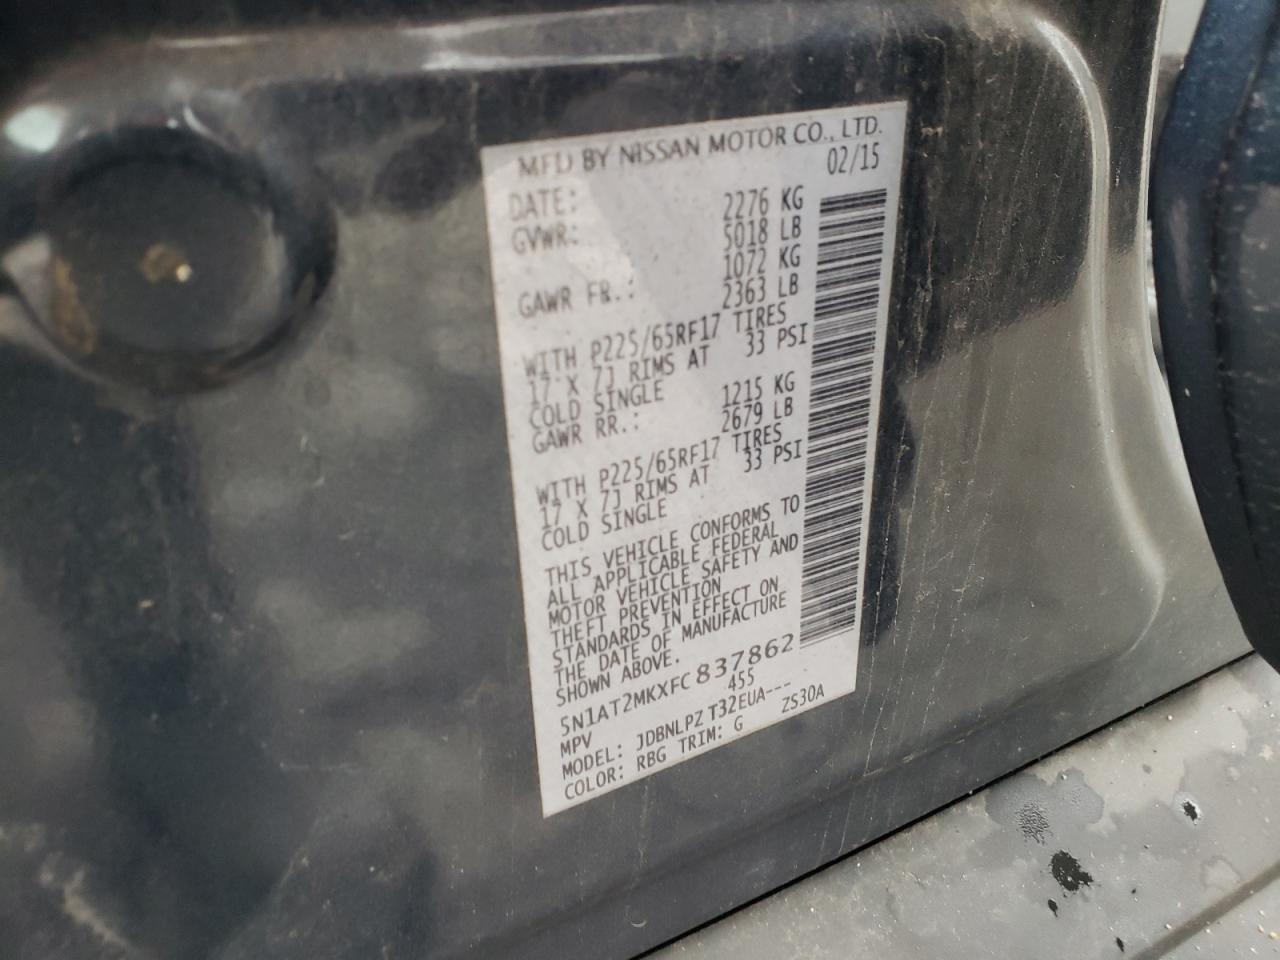 MFD BY NISSAN MOTOR CO., LTD.
DATE: 02/15
GVWR: 2276 KG
5018 LB
GAWR FR.: 1072 KG
2363 LB
WITH P225/65RF17 TIRES
17 X 7J RIMS AT 33 PSI
COLD SINGLE
GAWR RR.: 1215 KG
2679 LB
WITH P225/65RF17 TIRES
17 X 7J RIMS AT 33 PSI
COLD SINGLE
THIS VEHICLE CONFORMS TO
ALL APPLICABLE FEDERAL
MOTOR VEHICLE SAFETY AND
THEFT PREVENTION
STANDARDS IN EFFECT ON
THE DATE OF MANUFACTURE
SHOWN ABOVE.
5N1AT2MKXFC837862
MPV 455
MODEL: JDBNLPZ T32EUA---
COLOR: RBG TRIM: G ZS30A